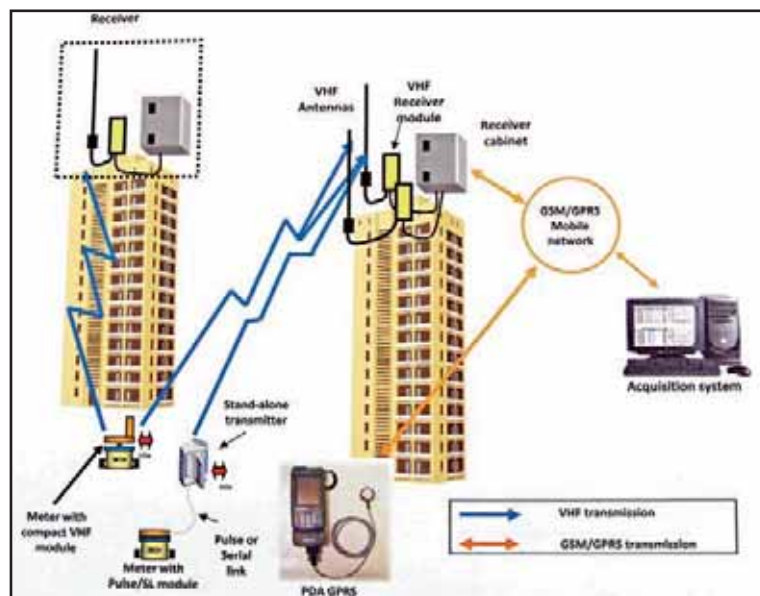 Receiver
VHF
Antennas
VHF
Receiver
module
Receiver
cabinet
GSM/GPRS
Mobile
network
Acquisition system
Stand-alone
transmitter
Meter with
compact VHF
module
Pulse or
Serial
link
Meter with
Pulse/SL module
PDA GPRS
VHF transmission
GSM/GPRS transmission